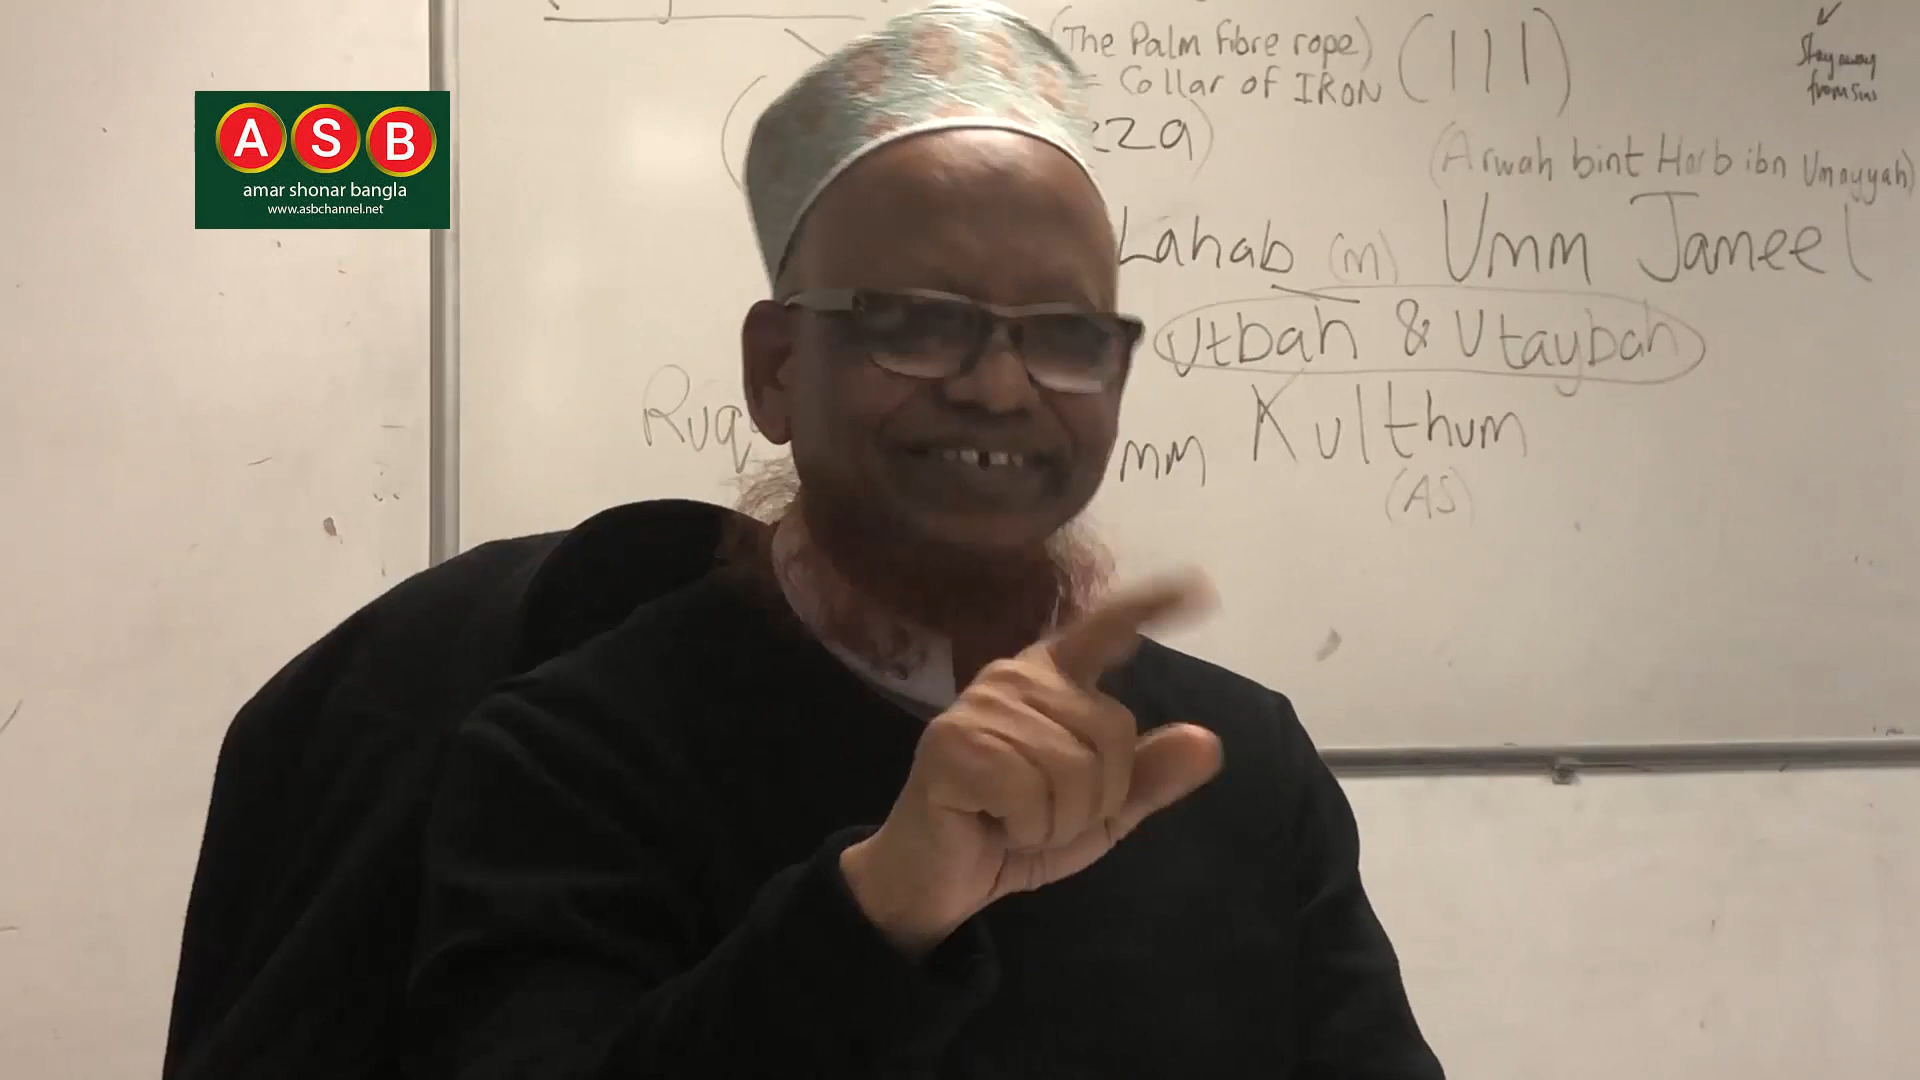 A S B
amar shonar bangla
www.asbchannel.net
(The Palm fibre rope) (111)
= Collar of IRON
Stay away
from sins
(Arwah bint Harb ibn Umayyah)
Lahab (m) Umm Jameel
Utbah & Utaybah
Kulthum
(AS)